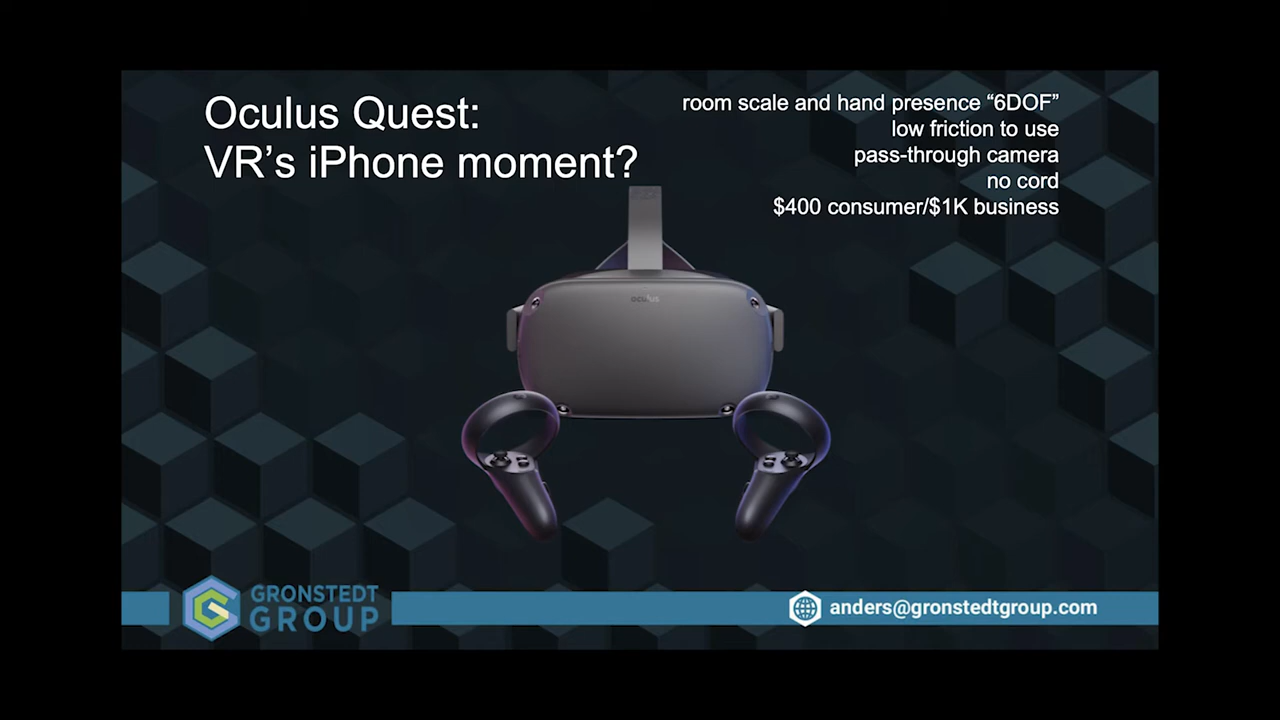 Oculus Quest:
VR’s iPhone moment?
room scale and hand presence “6DOF”
low friction to use
pass-through camera
no cord
$400 consumer/$1K business
oculus
GRONSTEDT
GROUP
anders@gronstedtgroup.com